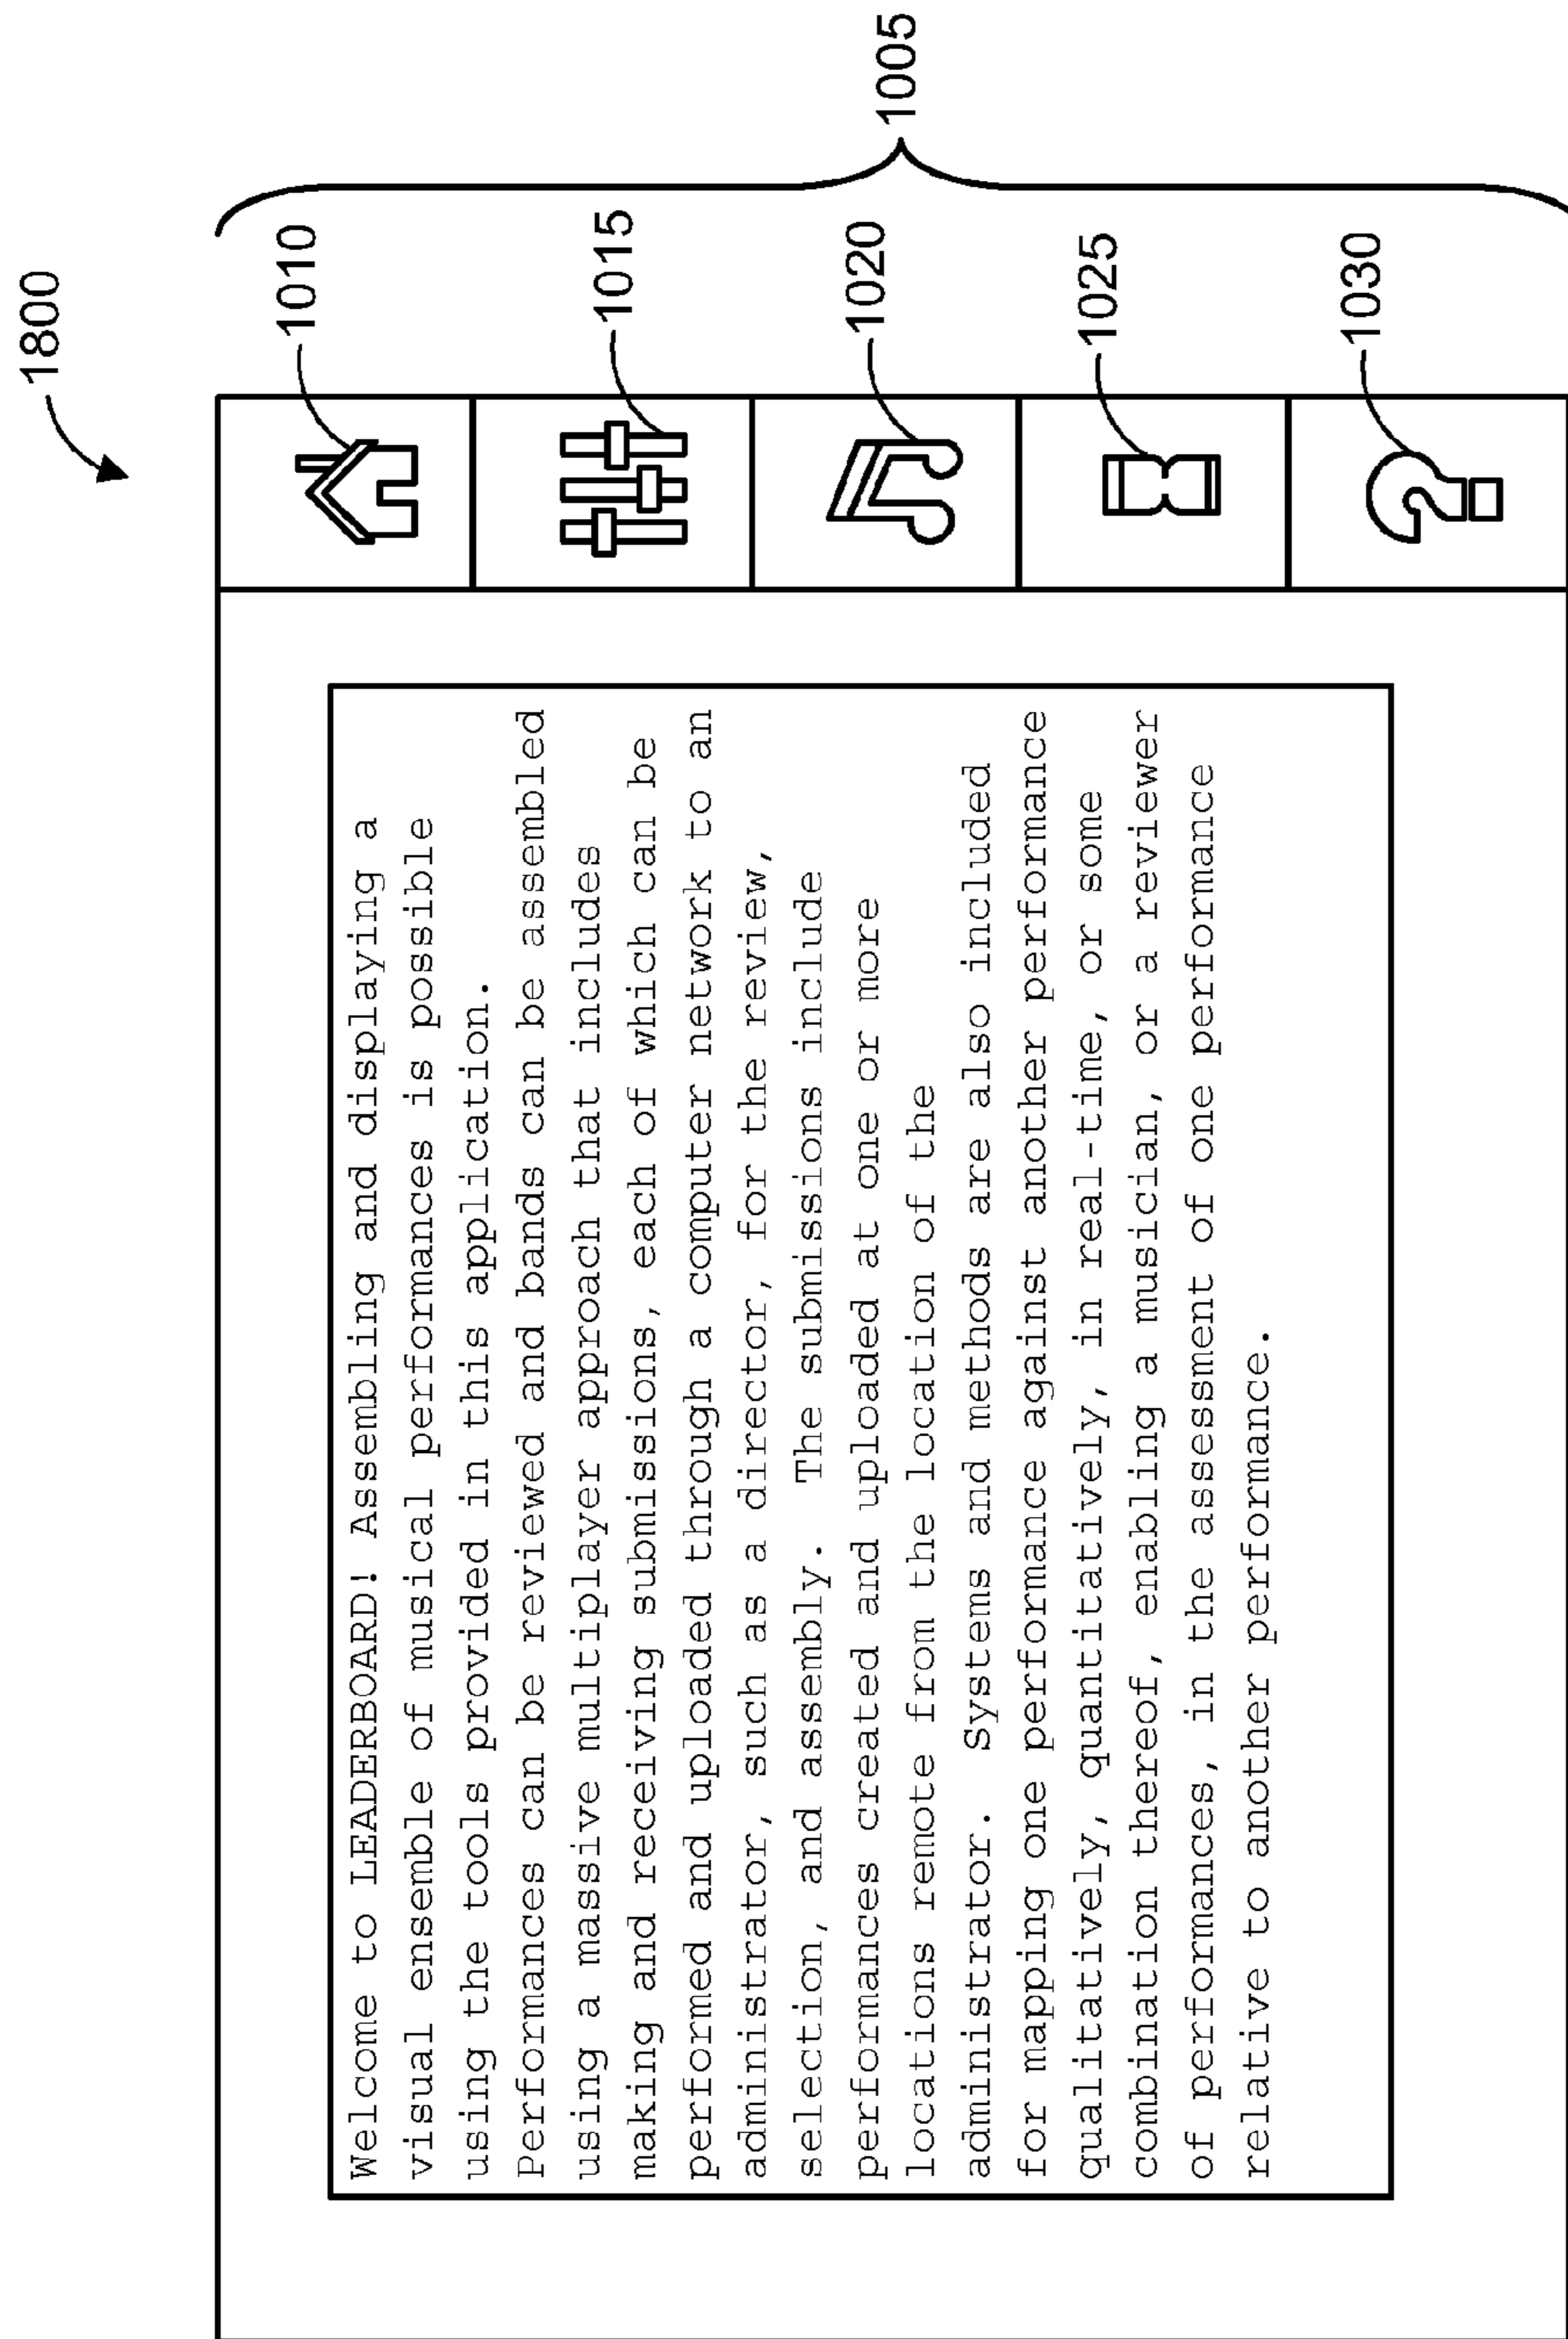 1800
1010
1015
1020
1025
1030
1005
Welcome to LEADERBOARD! Assembling and displaying a
visual ensemble of musical performances is possible
using the tools provided in this application.
Performances can be reviewed and bands can be assembled
using a massive multiplayer approach that includes
making and receiving submissions, each of which can be
performed and uploaded through a computer network to an
administrator, such as a director, for the review,
selection, and assembly. The submissions include
performances created and uploaded at one or more
locations remote from the location of the
administrator. Systems and methods are also included
for mapping one performance against another performance
qualitatively, quantitatively, in real-time, or some
combination thereof, enabling a musician, or a reviewer
of performances, in the assessment of one performance
relative to another performance.